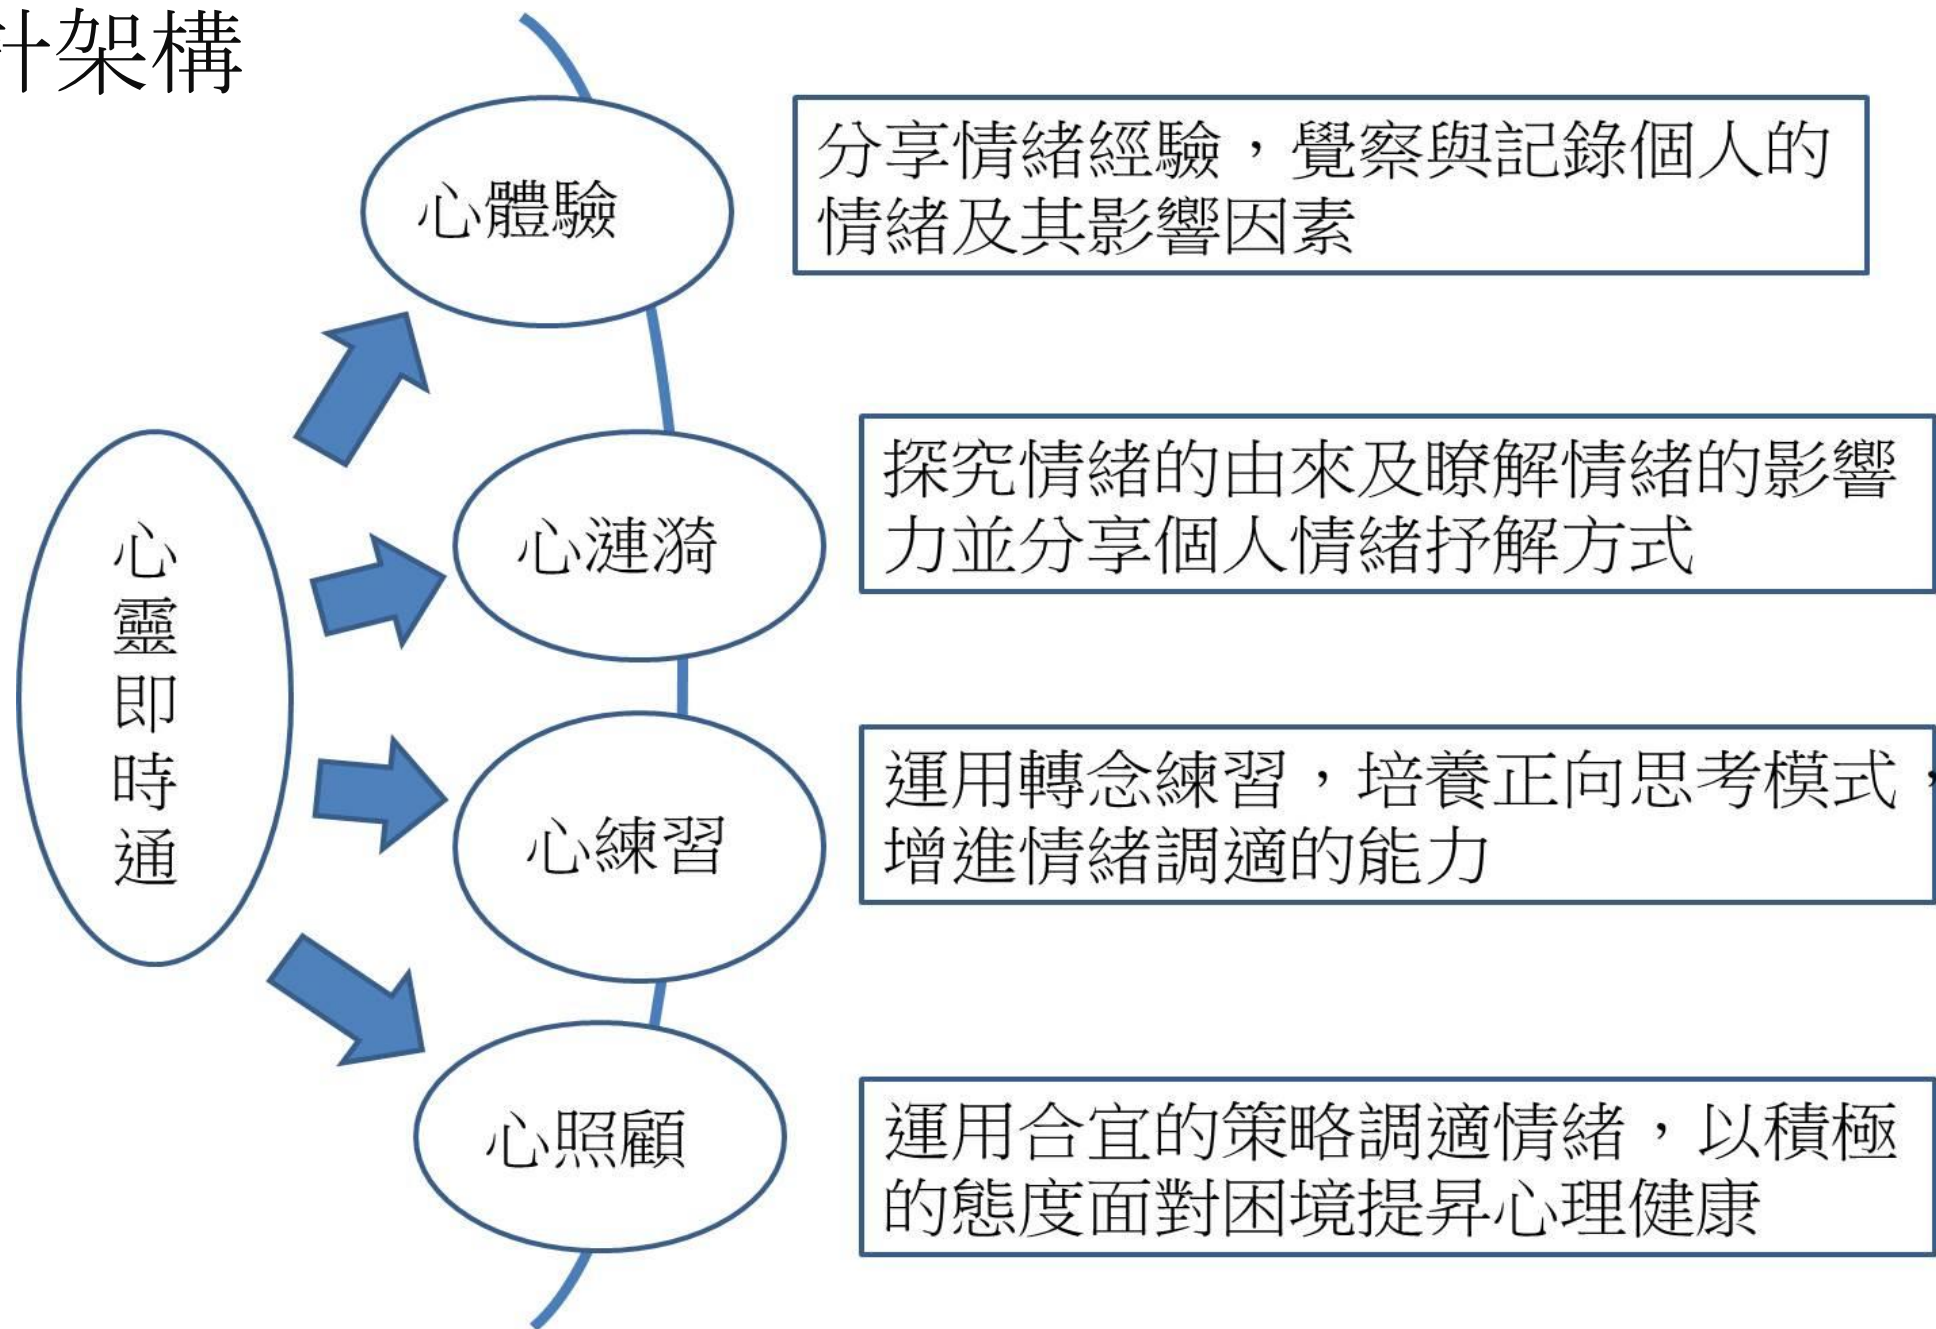 計架構
心靈即時通
心體驗
分享情緒經驗，覺察與記錄個人的
情緒及其影響因素
心漣漪
探究情緒的由來及瞭解情緒的影響
力並分享個人情緒抒解方式
心練習
運用轉念練習，培養正向思考模式，
增進情緒調適的能力
心照顧
運用合宜的策略調適情緒，以積極
的態度面對困境提昇心理健康